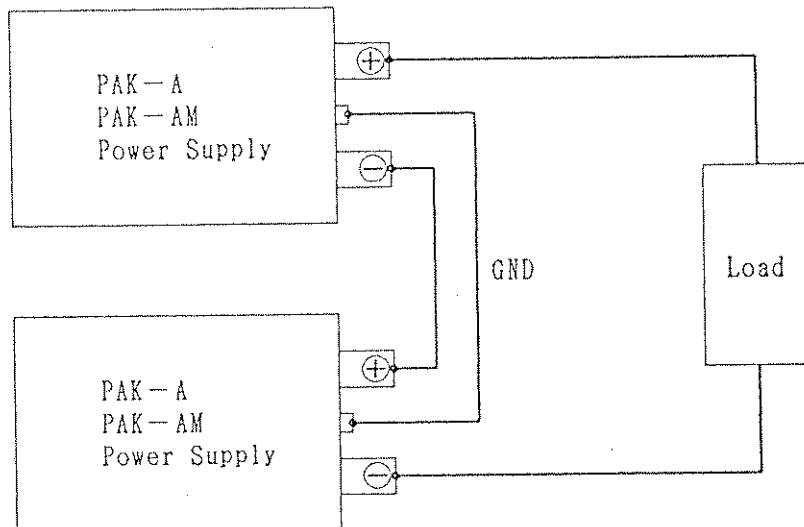 PAK-A
PAK-AM
Power Supply
+
−
GND
Load
PAK-A
PAK-AM
Power Supply
+
−